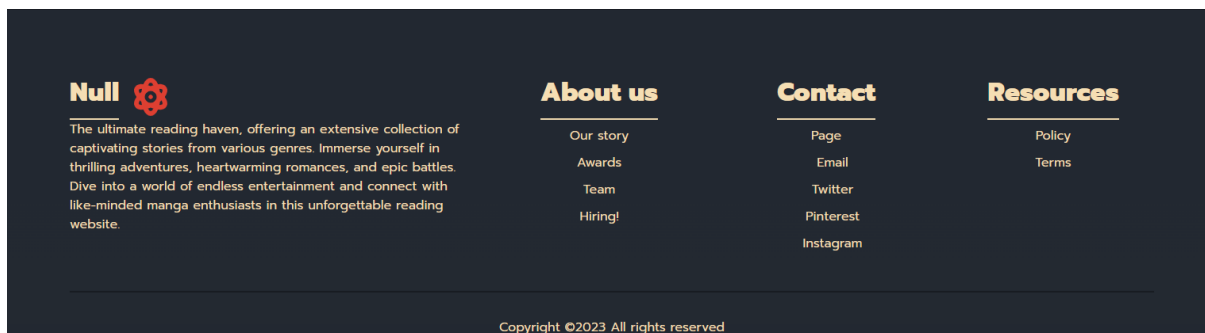 Null
The ultimate reading haven, offering an extensive collection of
captivating stories from various genres. Immerse yourself in
thrilling adventures, heartwarming romances, and epic battles.
Dive into a world of endless entertainment and connect with
like-minded manga enthusiasts in this unforgettable reading
website.
About us
Our story
Awards
Team
Hiring!
Contact
Page
Email
Twitter
Pinterest
Instagram
Resources
Policy
Terms
Copyright ©2023 All rights reserved